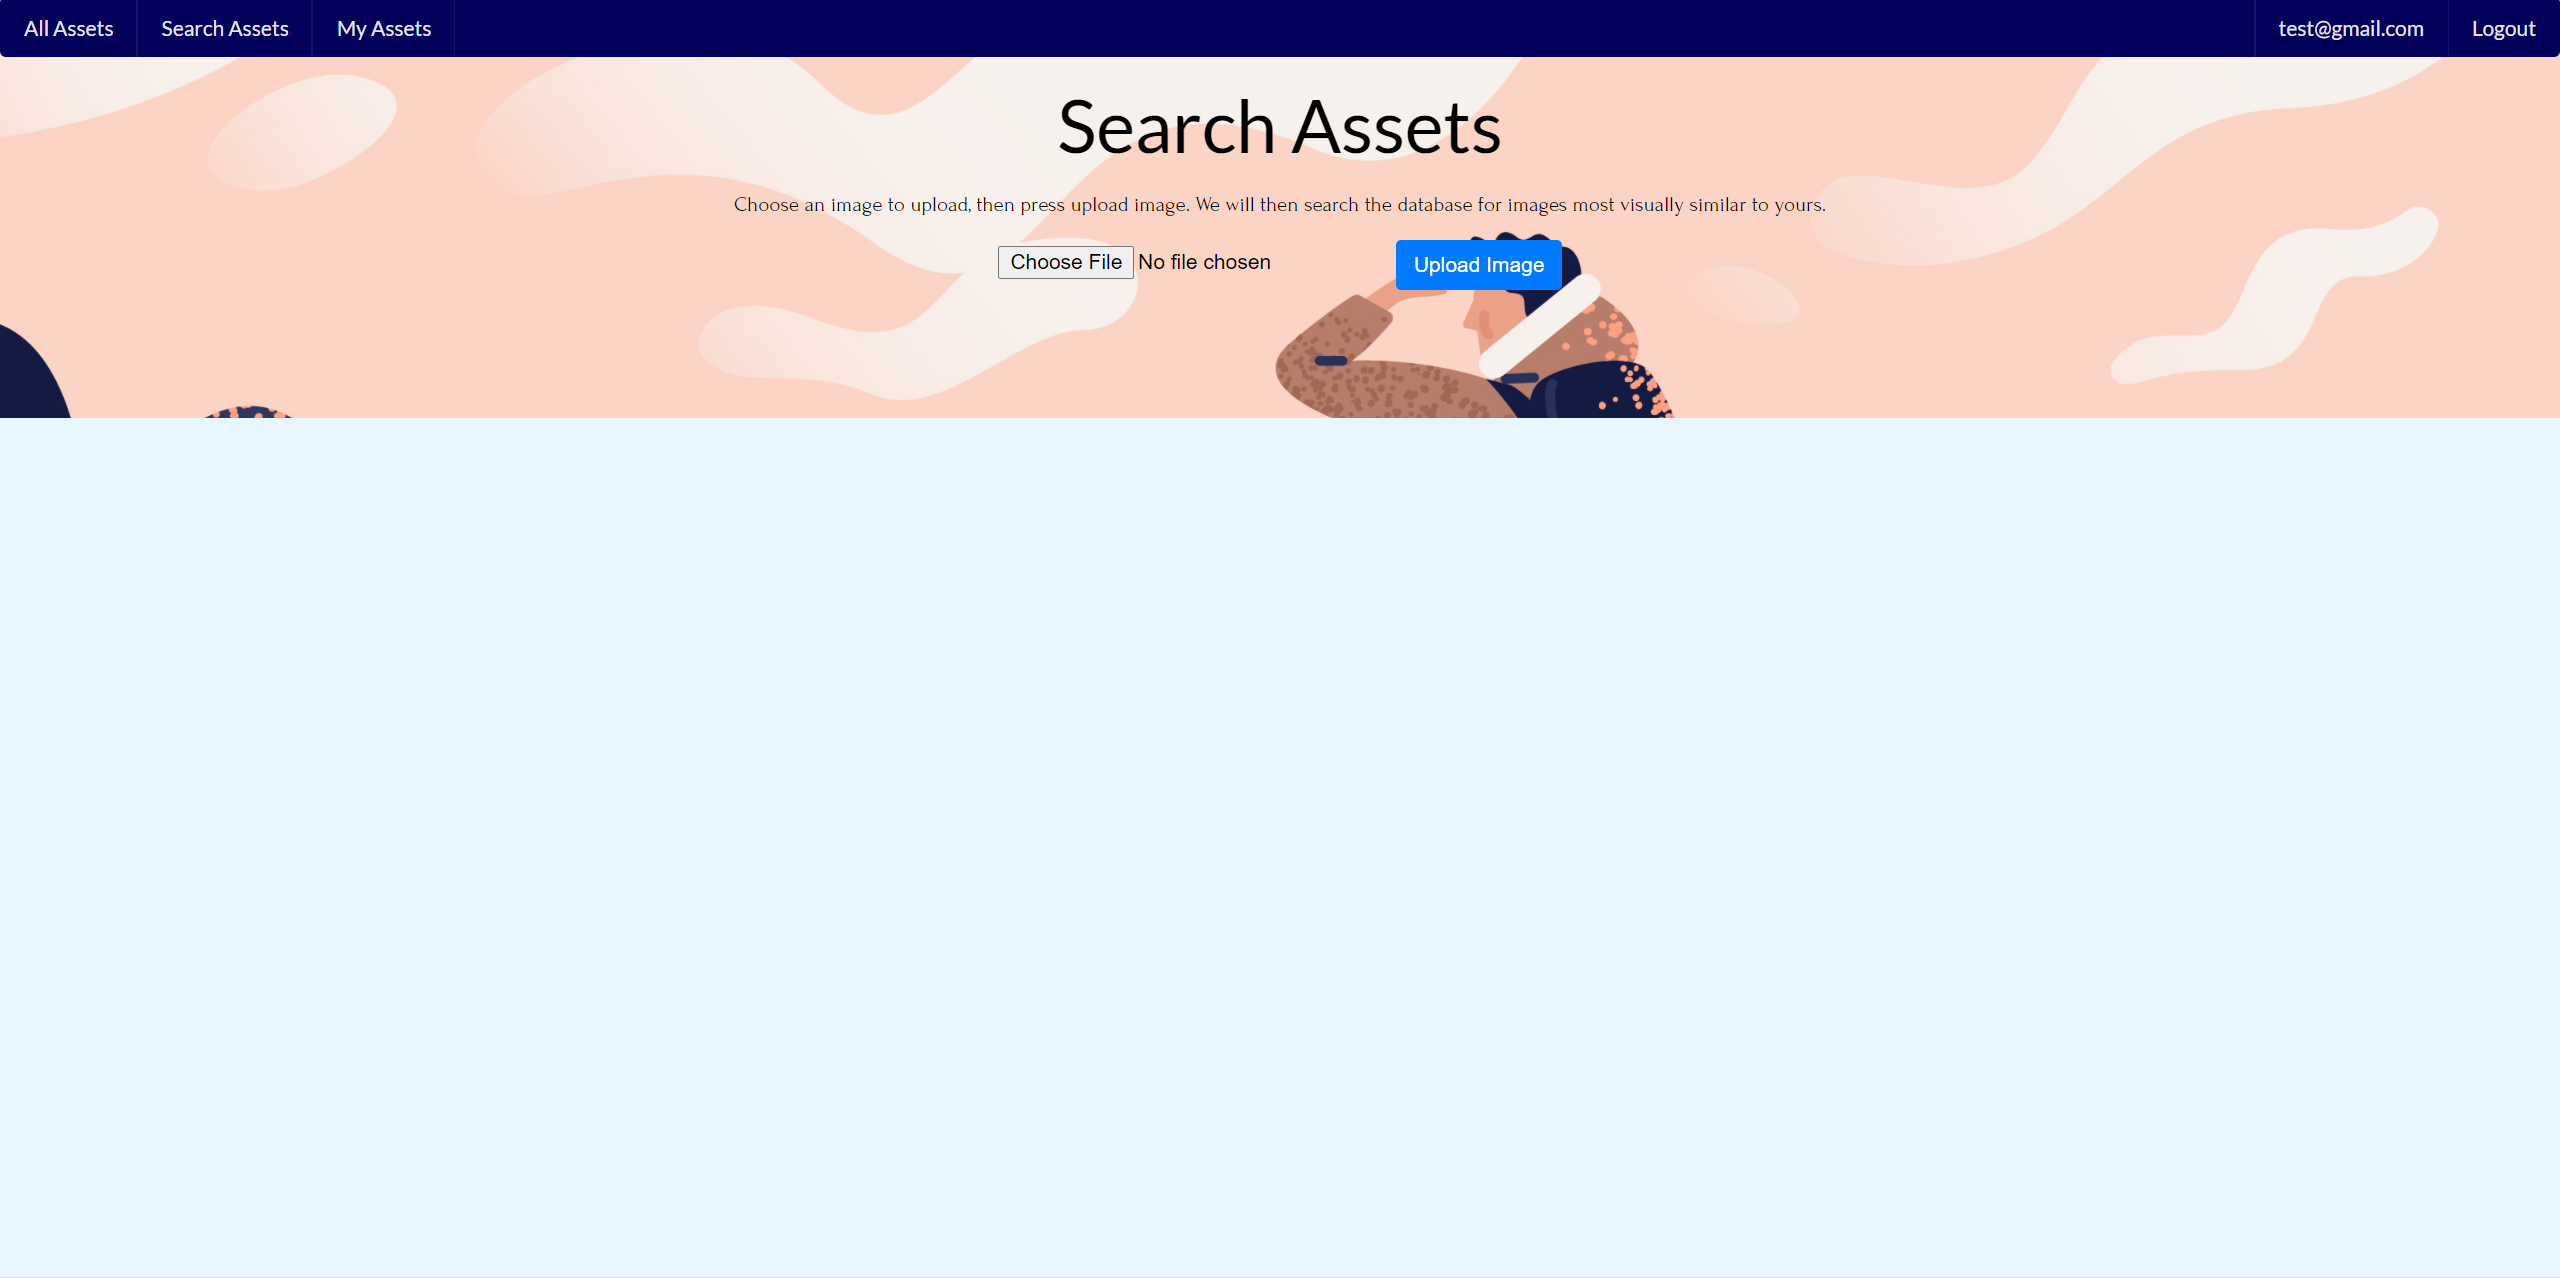 All Assets Search Assets My Assets test@gmail.com Logout
Search Assets
Choose an image to upload, then press upload image. We will then search the database for images most visually similar to yours.
Choose File No file chosen Upload Image